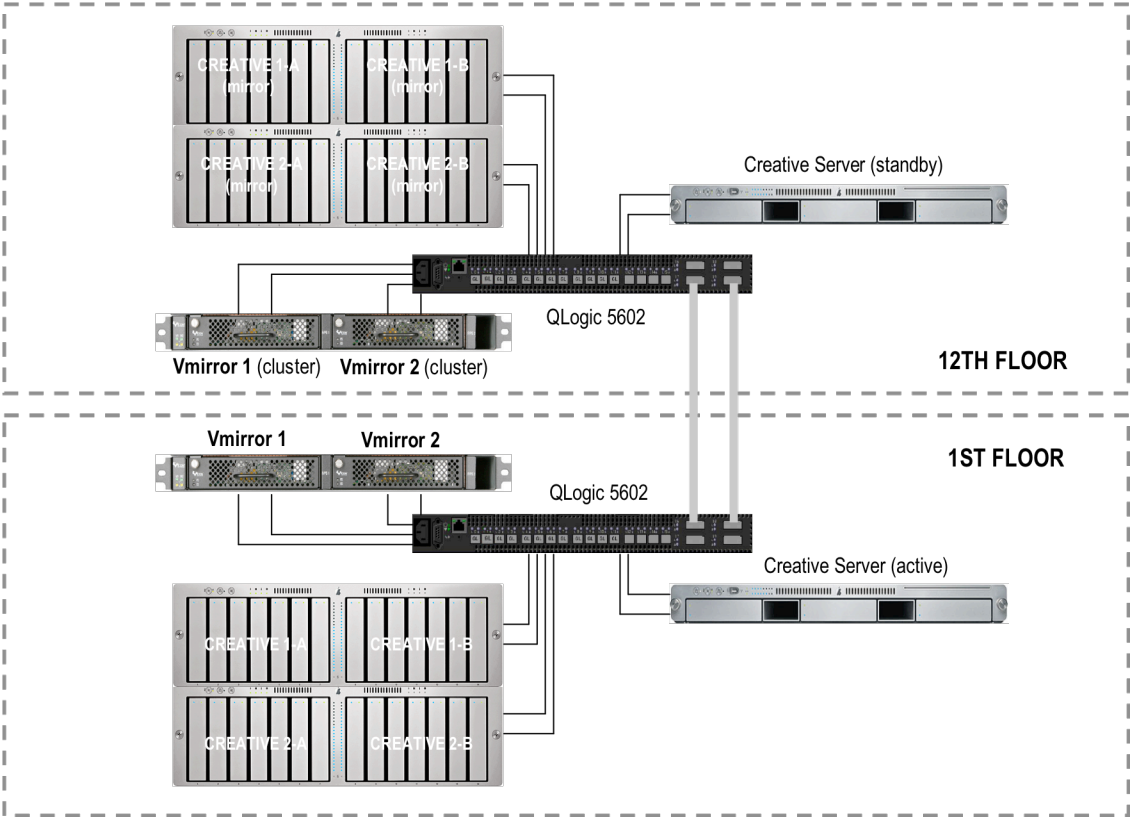 CREATIVE 1-A
(mirror)
CREATIVE 1-B
(mirror)
CREATIVE 2-A
(mirror)
CREATIVE 2-B
(mirror)
Creative Server (standby)
QLogic 5602
Vmirror 1 (cluster)
Vmirror 2 (cluster)
12TH FLOOR
Vmirror 1
Vmirror 2
1ST FLOOR
QLogic 5602
Creative Server (active)
CREATIVE 1-A
CREATIVE 1-B
CREATIVE 2-A
CREATIVE 2-B